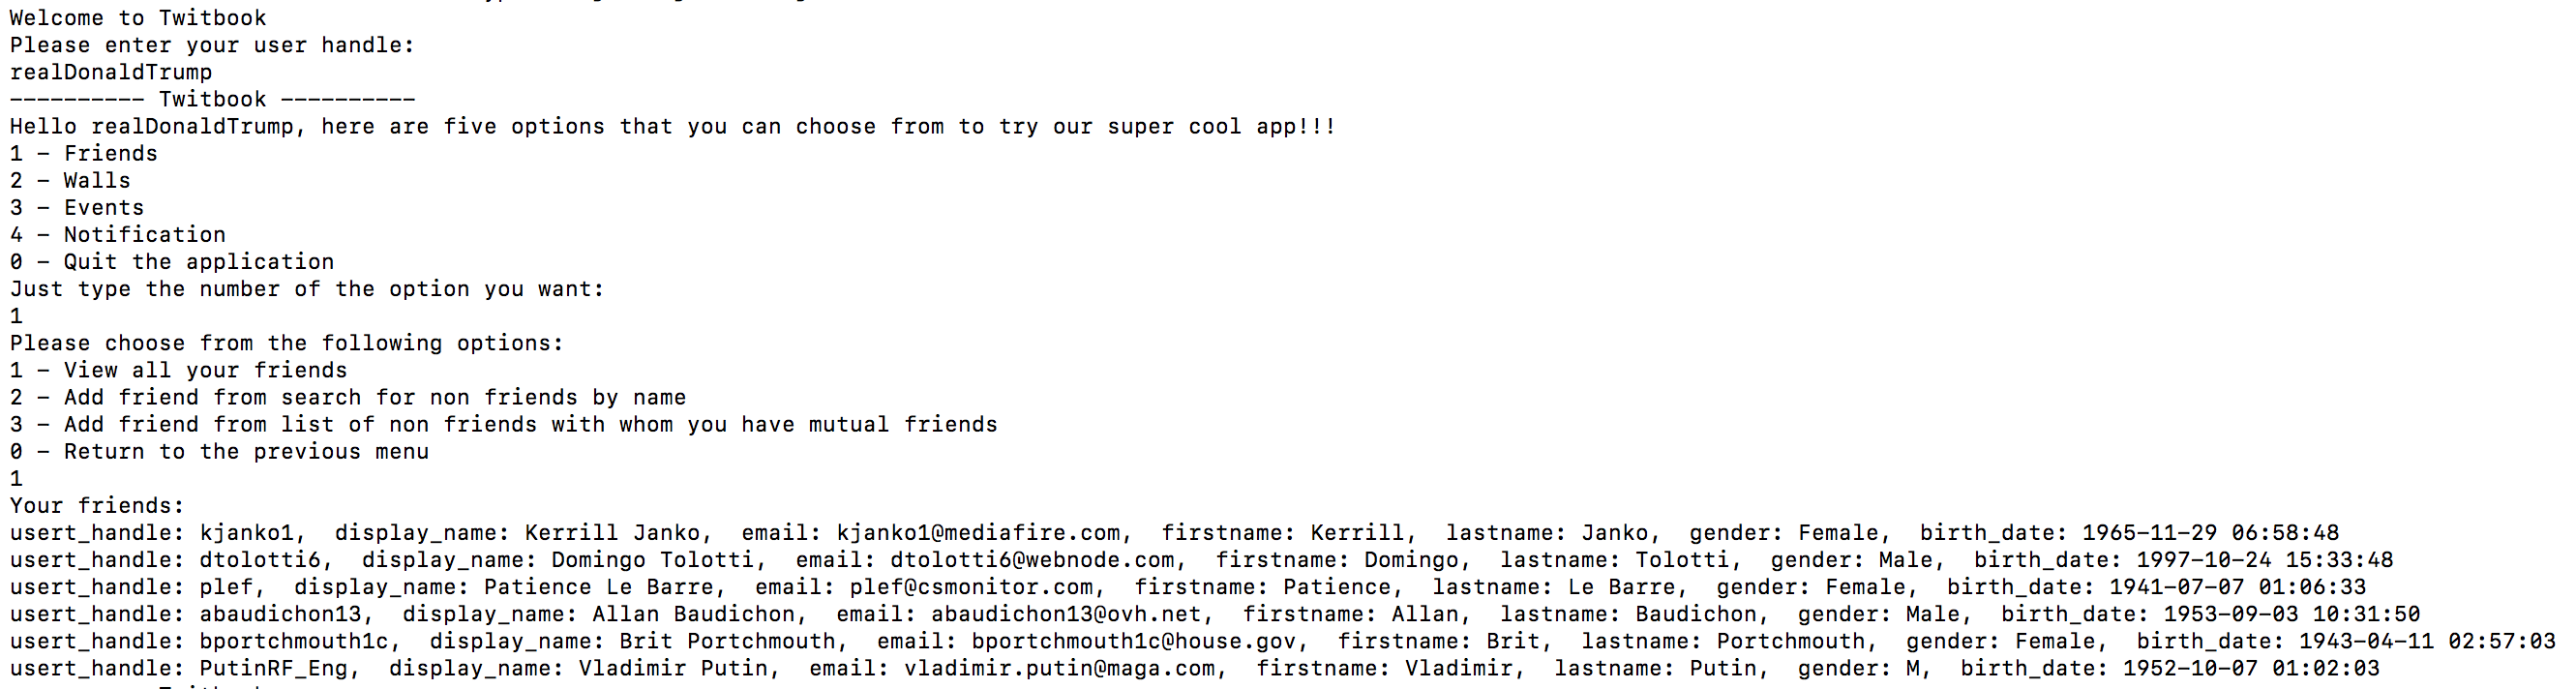 Welcome to Twitbook
Please enter your user handle:
realDonaldTrump
---------- Twitbook ----------
Hello realDonaldTrump, here are five options that you can choose from to try our super cool app!!!
1 - Friends
2 - Walls
3 - Events
4 - Notification
0 - Quit the application
Just type the number of the option you want:
1
Please choose from the following options:
1 - View all your friends
2 - Add friend from search for non friends by name
3 - Add friend from list of non friends with whom you have mutual friends
0 - Return to the previous menu
1
Your friends:
usert_handle: kjanko1,  display_name: Kerrill Janko,  email: kjanko1@mediafire.com,  firstname: Kerrill,  lastname: Janko,  gender: Female,  birth_date: 1965-11-29 06:58:48
usert_handle: dtolotti6,  display_name: Domingo Tolotti,  email: dtolotti6@webnode.com,  firstname: Domingo,  lastname: Tolotti,  gender: Male,  birth_date: 1997-10-24 15:33:48
usert_handle: plef,  display_name: Patience Le Barre,  email: plef@csmonitor.com,  firstname: Patience,  lastname: Le Barre,  gender: Female,  birth_date: 1941-07-07 01:06:33
usert_handle: abaudichon13,  display_name: Allan Baudichon,  email: abaudichon13@ovh.net,  firstname: Allan,  lastname: Baudichon,  gender: Male,  birth_date: 1953-09-03 10:31:50
usert_handle: bportchmouth1c,  display_name: Brit Portchmouth,  email: bportchmouth1c@house.gov,  firstname: Brit,  lastname: Portchmouth,  gender: Female,  birth_date: 1943-04-11 02:57:03
usert_handle: PutinRF_Eng,  display_name: Vladimir Putin,  email: vladimir.putin@maga.com,  firstname: Vladimir,  lastname: Putin,  gender: M,  birth_date: 1952-10-07 01:02:03